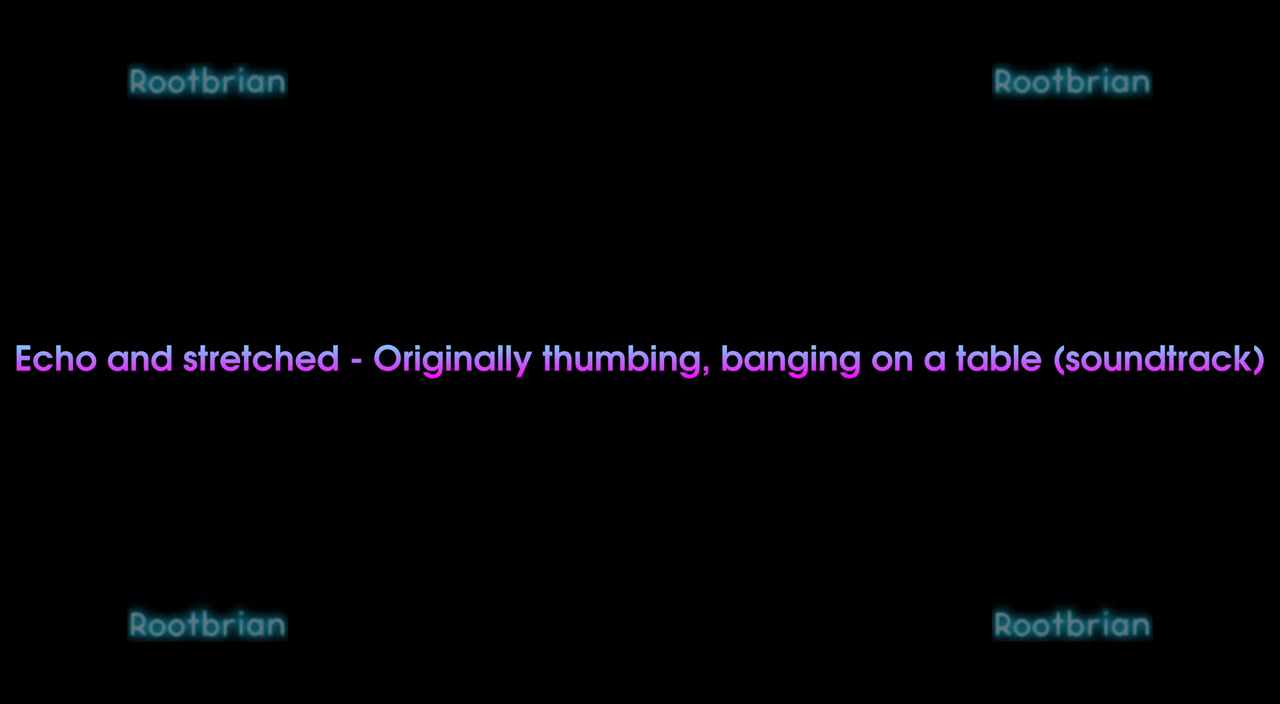 Rootbrian Rootbrian
Echo and stretched - Originally thumbing, banging on a table (soundtrack)
Rootbrian Rootbrian